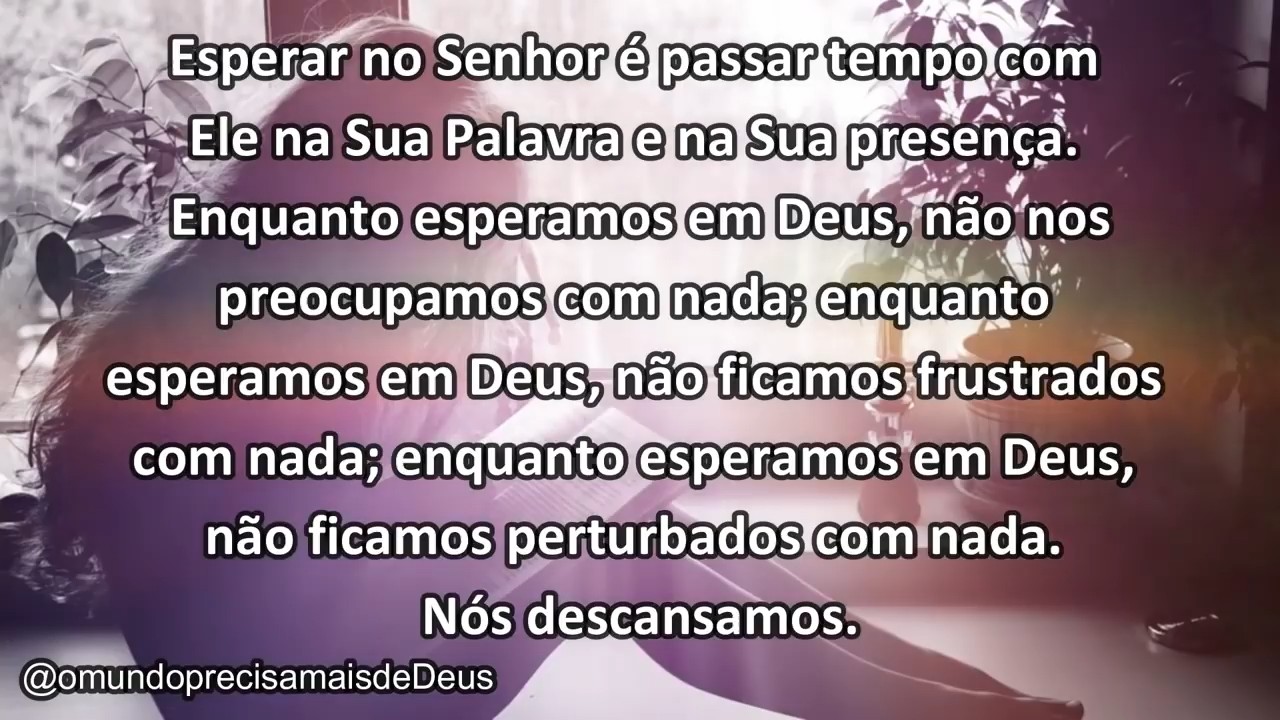 Esperar no Senhor é passar tempo com
Ele na Sua Palavra e na Sua presença.
Enquanto esperamos em Deus, não nos
preocupamos com nada; enquanto
esperamos em Deus, não ficamos frustrados
com nada; enquanto esperamos em Deus,
não ficamos perturbados com nada.
Nós descansamos.
@omundoprecisamaisdeDeus